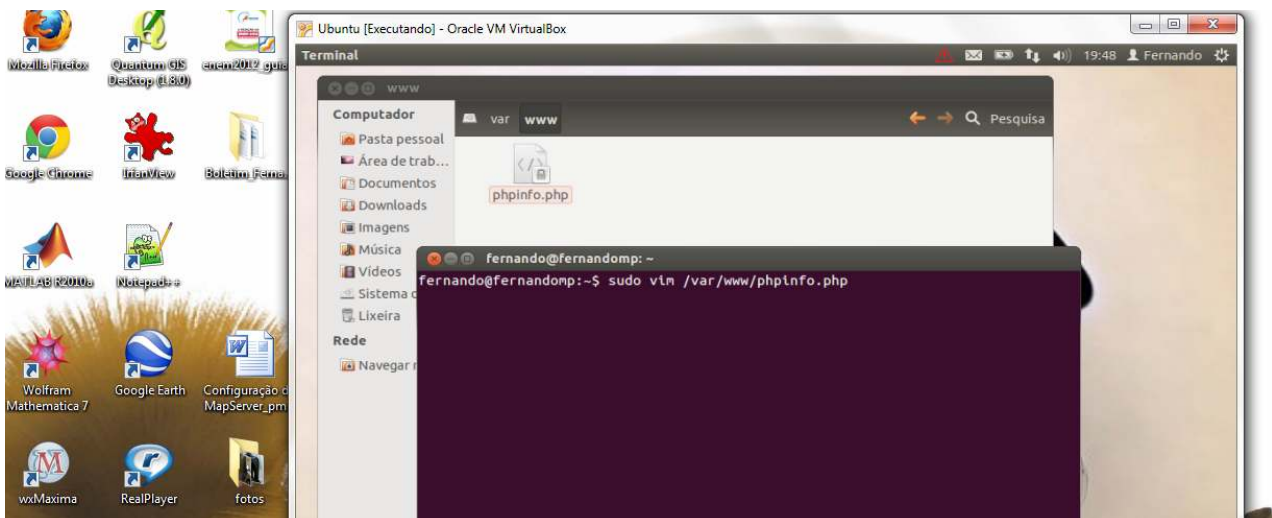 Mozilla Firefox
Quantum GIS
Desktop (1.8.0)
enem2012_guia
Google Chrome
IrfanView
Boletim_Ferna
MATLAB R2010a
Notepad++
Wolfram
Mathematica 7
Google Earth
Configuração d
MapServer_pm
wxMaxima
RealPlayer
fotos
Ubuntu [Executando] - Oracle VM VirtualBox
Terminal
19:48
Fernando
www
Computador
var
www
Pesquisa
Pasta pessoal
Área de trab...
Documentos
Downloads
Imagens
Música
Vídeos
Sistema d
Lixeira
Rede
Navegar r
phpinfo.php
fernando@fernandomp: ~
fernando@fernandomp:~$ sudo vim /var/www/phpinfo.php